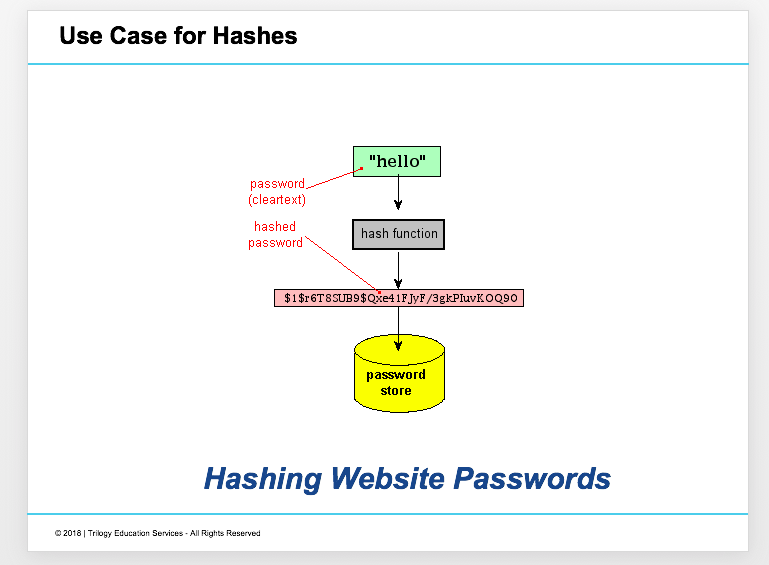 Use Case for Hashes
"hello"
password
(cleartext)
hashed
password
hash function
$1$r6T8SUB9$Qxe41FJyF/3gkPIuvKOQ90
password
store
Hashing Website Passwords
© 2018 | Trilogy Education Services - All Rights Reserved